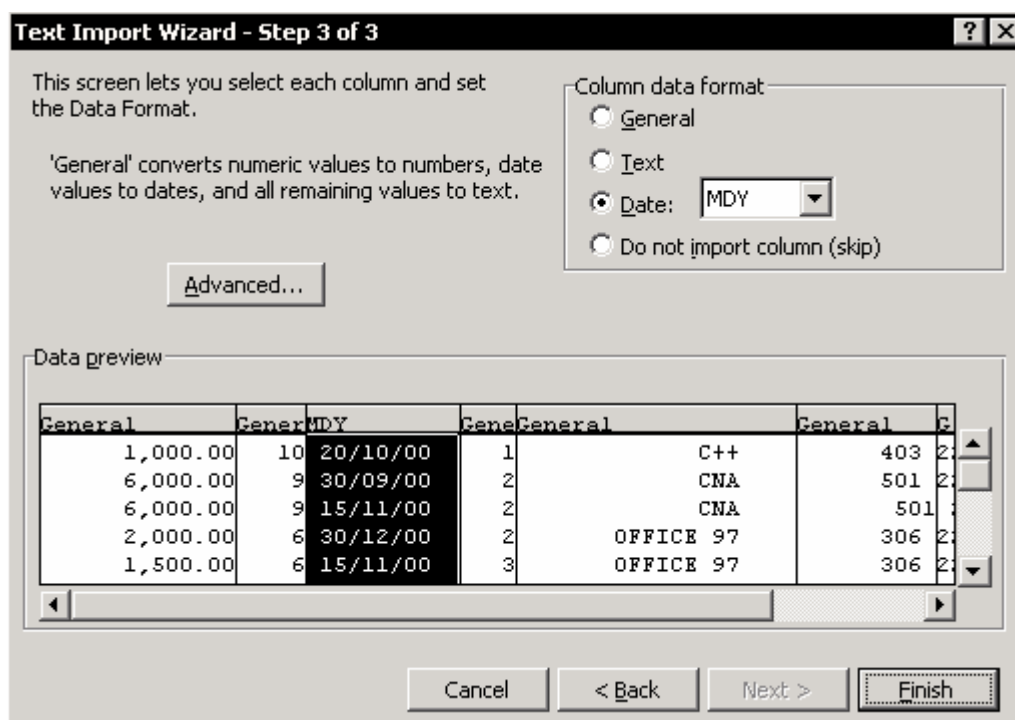 Text Import Wizard - Step 3 of 3
This screen lets you select each column and set
the Data Format.
'General' converts numeric values to numbers, date
values to dates, and all remaining values to text.
Advanced...
Column data format
General
Text
Date: MDY
Do not import column (skip)
Data preview
General Gener MDY Gene General General G
1,000.00 10 20/10/00 1 C++ 403
6,000.00 9 30/09/00 2 CNA 501
6,000.00 9 15/11/00 2 CNA 501
2,000.00 6 30/12/00 2 OFFICE 97 306
1,500.00 6 15/11/00 3 OFFICE 97 306
Cancel < Back Next > Finish